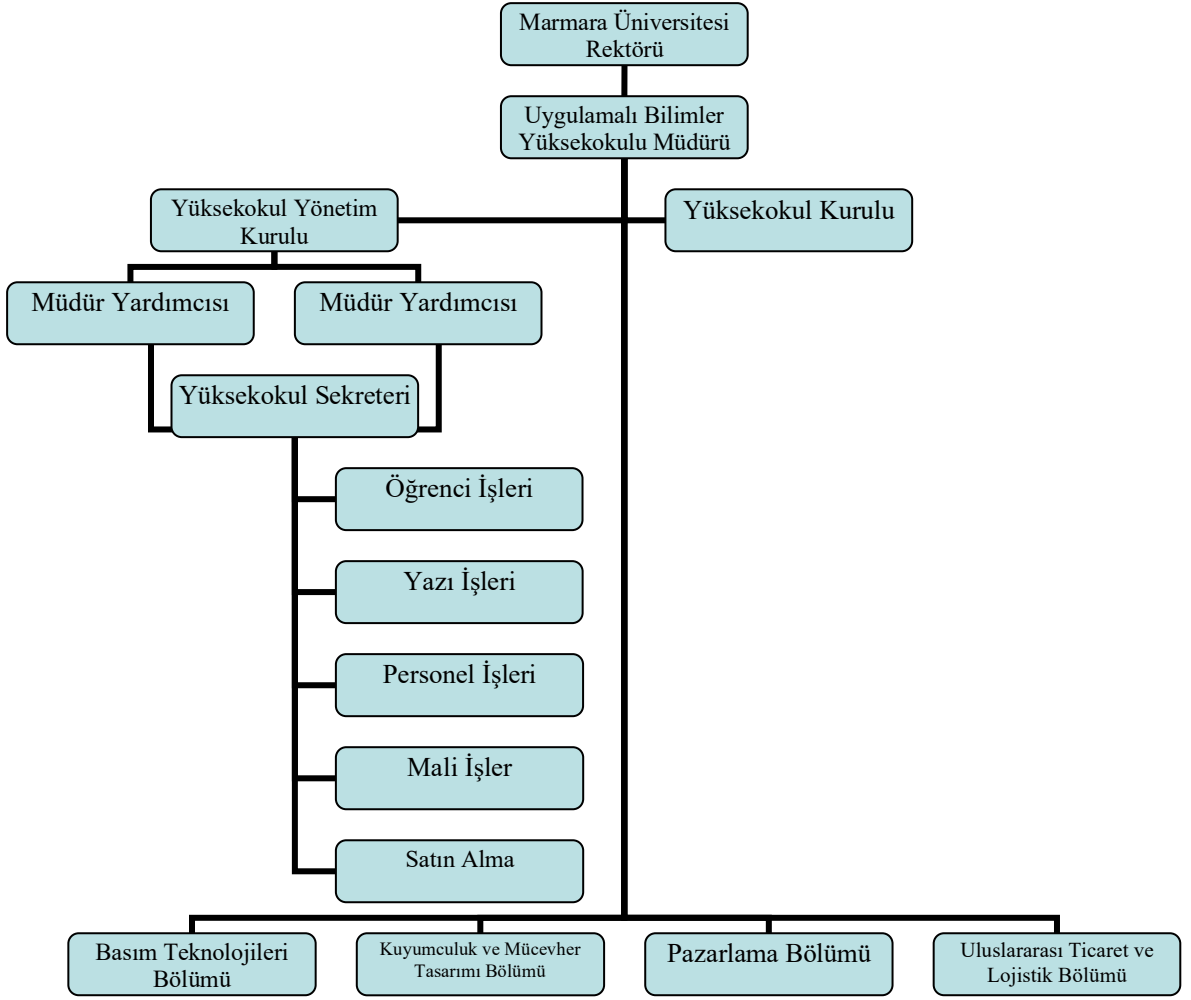 Marmara Üniversitesi
Rektörü
Uygulamalı Bilimler
Yüksekokulu Müdürü
Yüksekokul Yönetim
Kurulu
Yüksekokul Kurulu
Müdür Yardımcısı
Müdür Yardımcısı
Yüksekokul Sekreteri
Öğrenci İşleri
Yazı İşleri
Personel İşleri
Mali İşler
Satın Alma
Basım Teknolojileri
Bölümü
Kuyumculuk ve Mücevher
Tasarımı Bölümü
Pazarlama Bölümü
Uluslararası Ticaret ve
Lojistik Bölümü